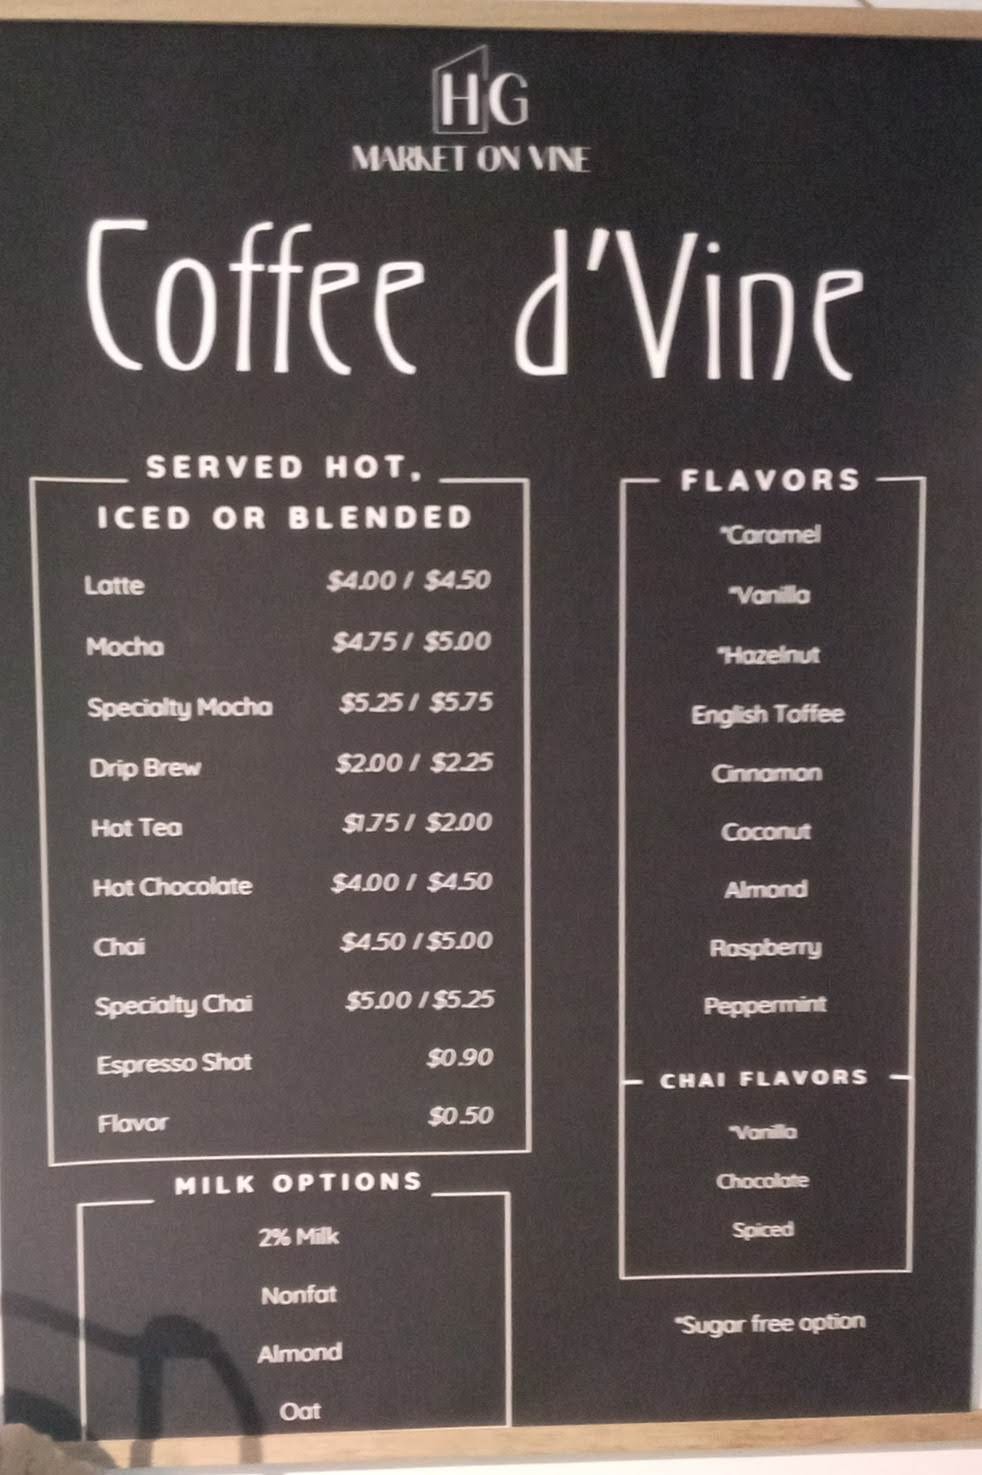 HG
MARKET ON VINE
Coffee d'Vine
SERVED HOT,
ICED OR BLENDED
Latte $4.00 / $4.50
Mocha $4.75 / $5.00
Specialty Mocha $5.25 / $5.75
Drip Brew $2.00 / $2.25
Hot Tea $1.75 / $2.00
Hot Chocolate $4.00 / $4.50
Chai $4.50 / $5.00
Specialty Chai $5.00 / $5.25
Espresso Shot $0.90
Flavor $0.50
MILK OPTIONS
2% Milk
Nonfat
Almond
Oat
FLAVORS
*Caramel
*Vanilla
*Hazelnut
English Toffee
Cinnamon
Coconut
Almond
Raspberry
Peppermint
CHAI FLAVORS
*Vanilla
Chocolate
Spiced
*Sugar free option